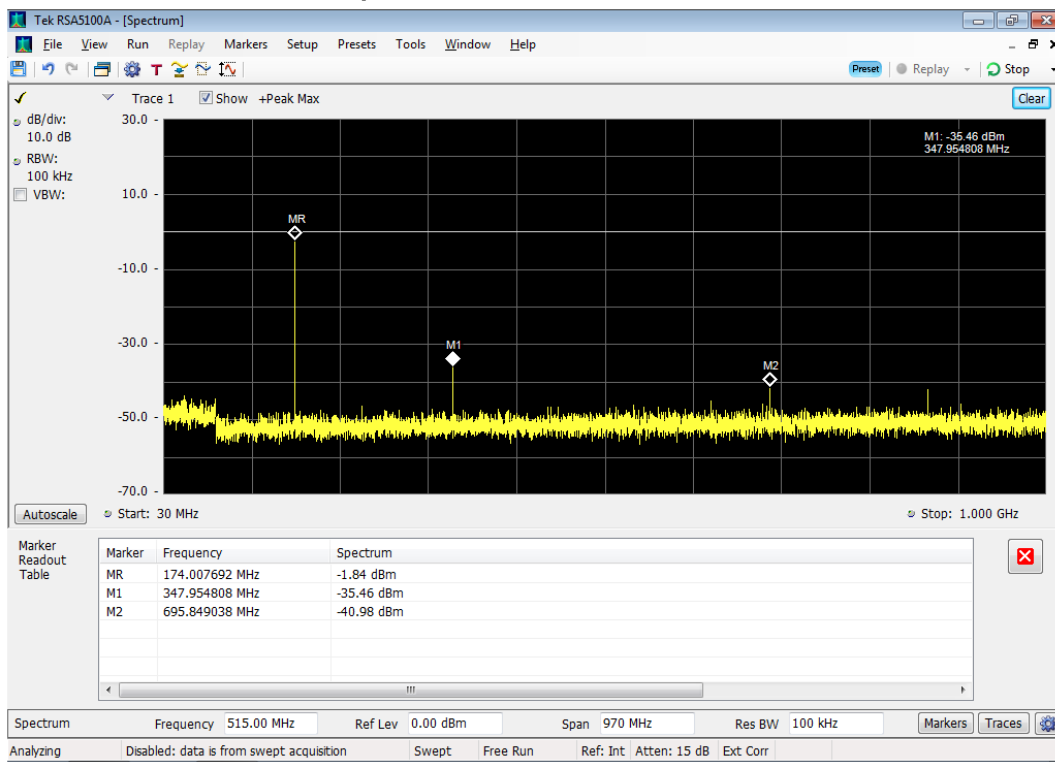 Tek RSA5100A - [Spectrum]
File View Run Replay Markers Setup Presets Tools Window Help
T Preset Replay Stop
Trace 1 Show +Peak Max Clear
dB/div:
10.0 dB
RBW:
100 kHz
VBW:
30.0
10.0
-10.0
-30.0
-50.0
-70.0
M1: -35.46 dBm
347.954808 MHz
MR
M1
M2
Autoscale Start: 30 MHz Stop: 1.000 GHz
Marker
Readout
Table
Marker Frequency Spectrum
MR 174.007692 MHz -1.84 dBm
M1 347.954808 MHz -35.46 dBm
M2 695.849038 MHz -40.98 dBm
Spectrum Frequency 515.00 MHz Ref Lev 0.00 dBm Span 970 MHz Res BW 100 kHz Markers Traces
Analyzing Disabled: data is from swept acquisition Swept Free Run Ref: Int Atten: 15 dB Ext Corr